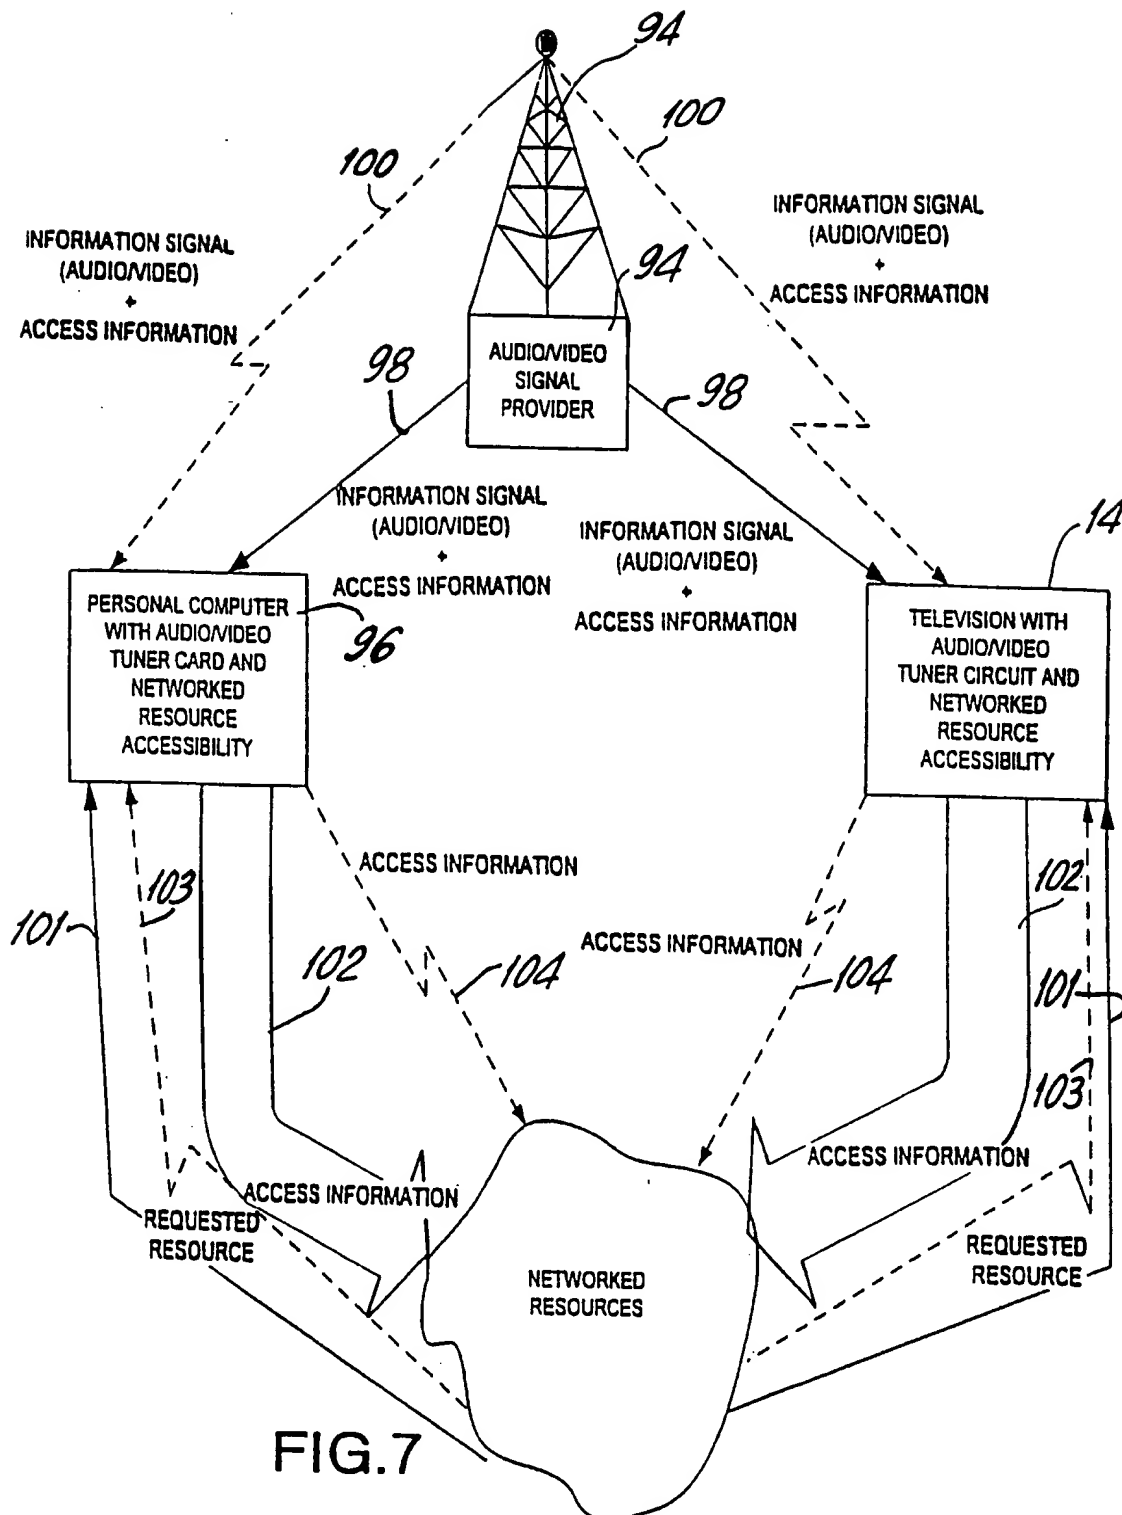 94
100
100
INFORMATION SIGNAL
(AUDIO/VIDEO)
+
ACCESS INFORMATION
INFORMATION SIGNAL
(AUDIO/VIDEO)
+
ACCESS INFORMATION
94
AUDIO/VIDEO
SIGNAL
PROVIDER
98
98
INFORMATION SIGNAL
(AUDIO/VIDEO)
+
ACCESS INFORMATION
INFORMATION SIGNAL
(AUDIO/VIDEO)
+
ACCESS INFORMATION
14
PERSONAL COMPUTER
WITH AUDIO/VIDEO
TUNER CARD AND
NETWORKED
RESOURCE
ACCESSIBILITY
96
TELEVISION WITH
AUDIO/VIDEO
TUNER CIRCUIT AND
NETWORKED
RESOURCE
ACCESSIBILITY
ACCESS INFORMATION
103
101
102
104
ACCESS INFORMATION
104
102
101
103
ACCESS INFORMATION
ACCESS INFORMATION
REQUESTED
RESOURCE
REQUESTED
RESOURCE
NETWORKED
RESOURCES
FIG.7